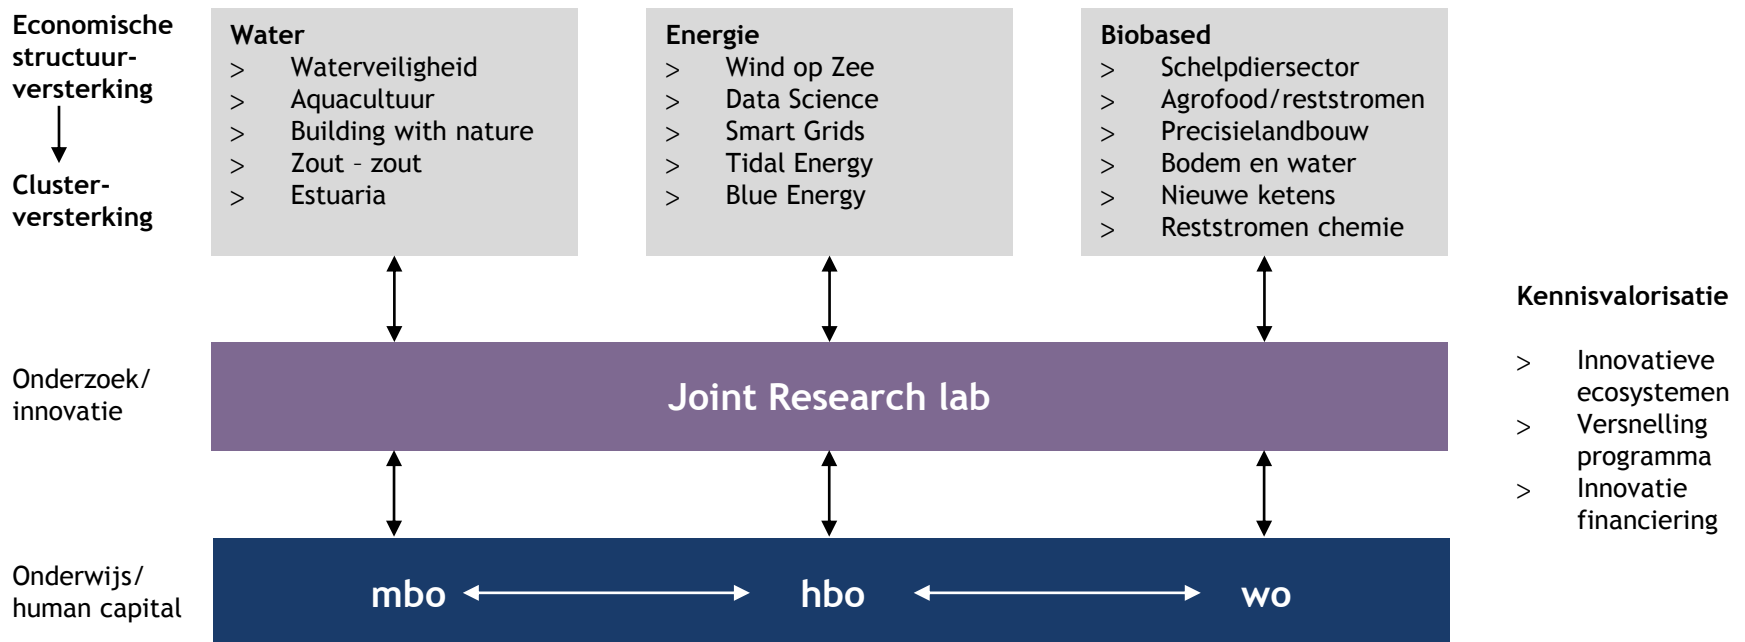 Economische
structuur-
versterking
Cluster-
versterking
Water
> Waterveiligheid
> Aquacultuur
> Building with nature
> Zout – zout
> Estuaria
Energie
> Wind op Zee
> Data Science
> Smart Grids
> Tidal Energy
> Blue Energy
Biobased
> Schelpdiersector
> Agrofood/reststromen
> Precisielandbouw
> Bodem en water
> Nieuwe ketens
> Reststromen chemie
Onderzoek/
innovatie
Joint Research lab
Onderwijs/
human capital
mbo hbo wo
Kennisvalorisatie
> Innovatieve
ecosystemen
> Versnelling
programma
> Innovatie
financiering